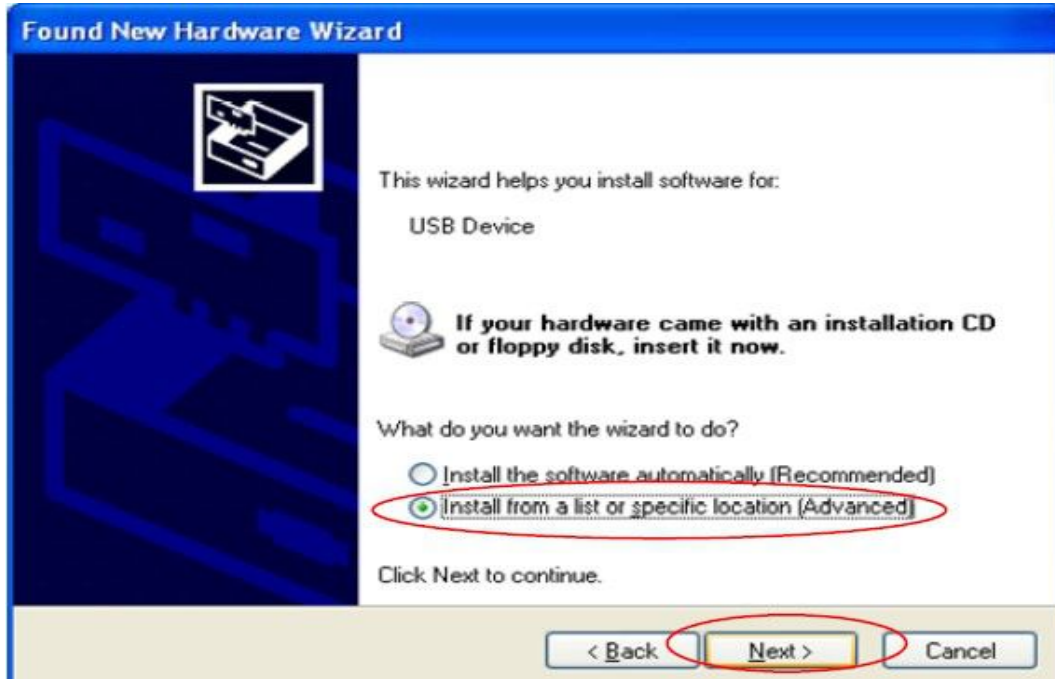 Found New Hardware Wizard
This wizard helps you install software for:
USB Device
If your hardware came with an installation CD
or floppy disk, insert it now.
What do you want the wizard to do?
Install the software automatically (Recommended)
Install from a list or specific location (Advanced)
Click Next to continue.
< Back
Next >
Cancel